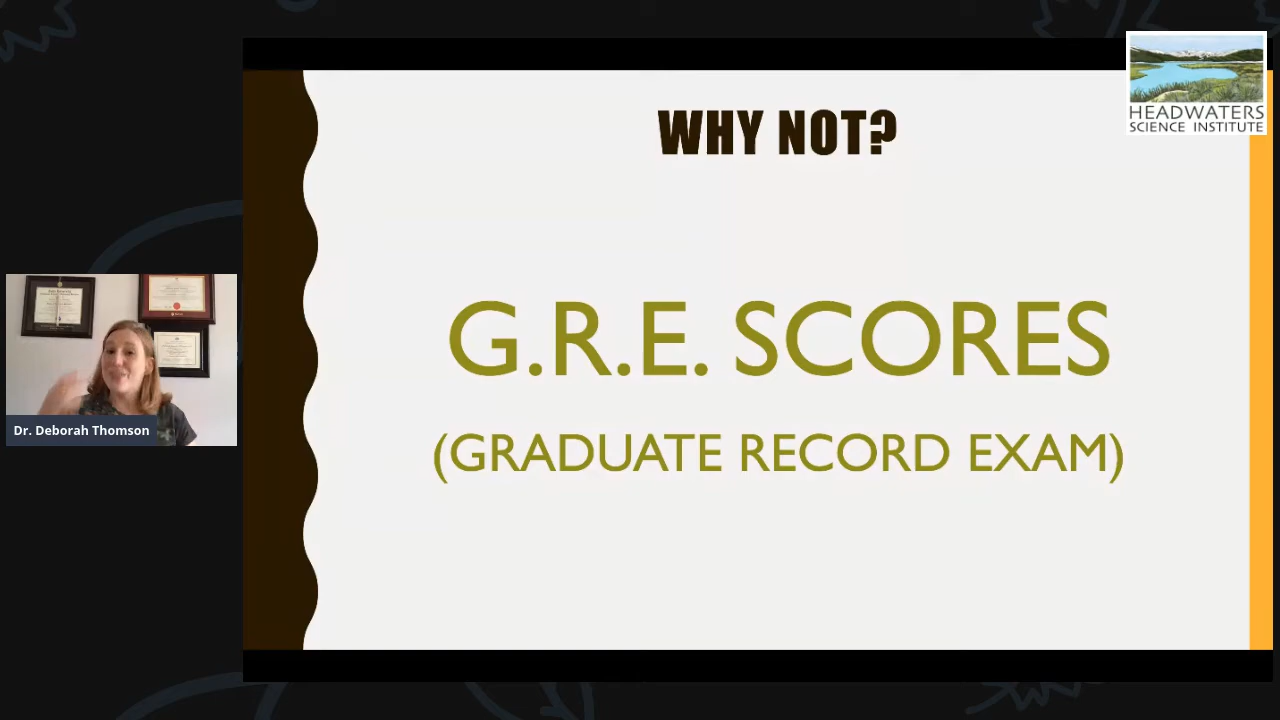 WHY NOT?
HEADWATERS
SCIENCE INSTITUTE
G.R.E. SCORES
(GRADUATE RECORD EXAM)
Dr. Deborah Thomson